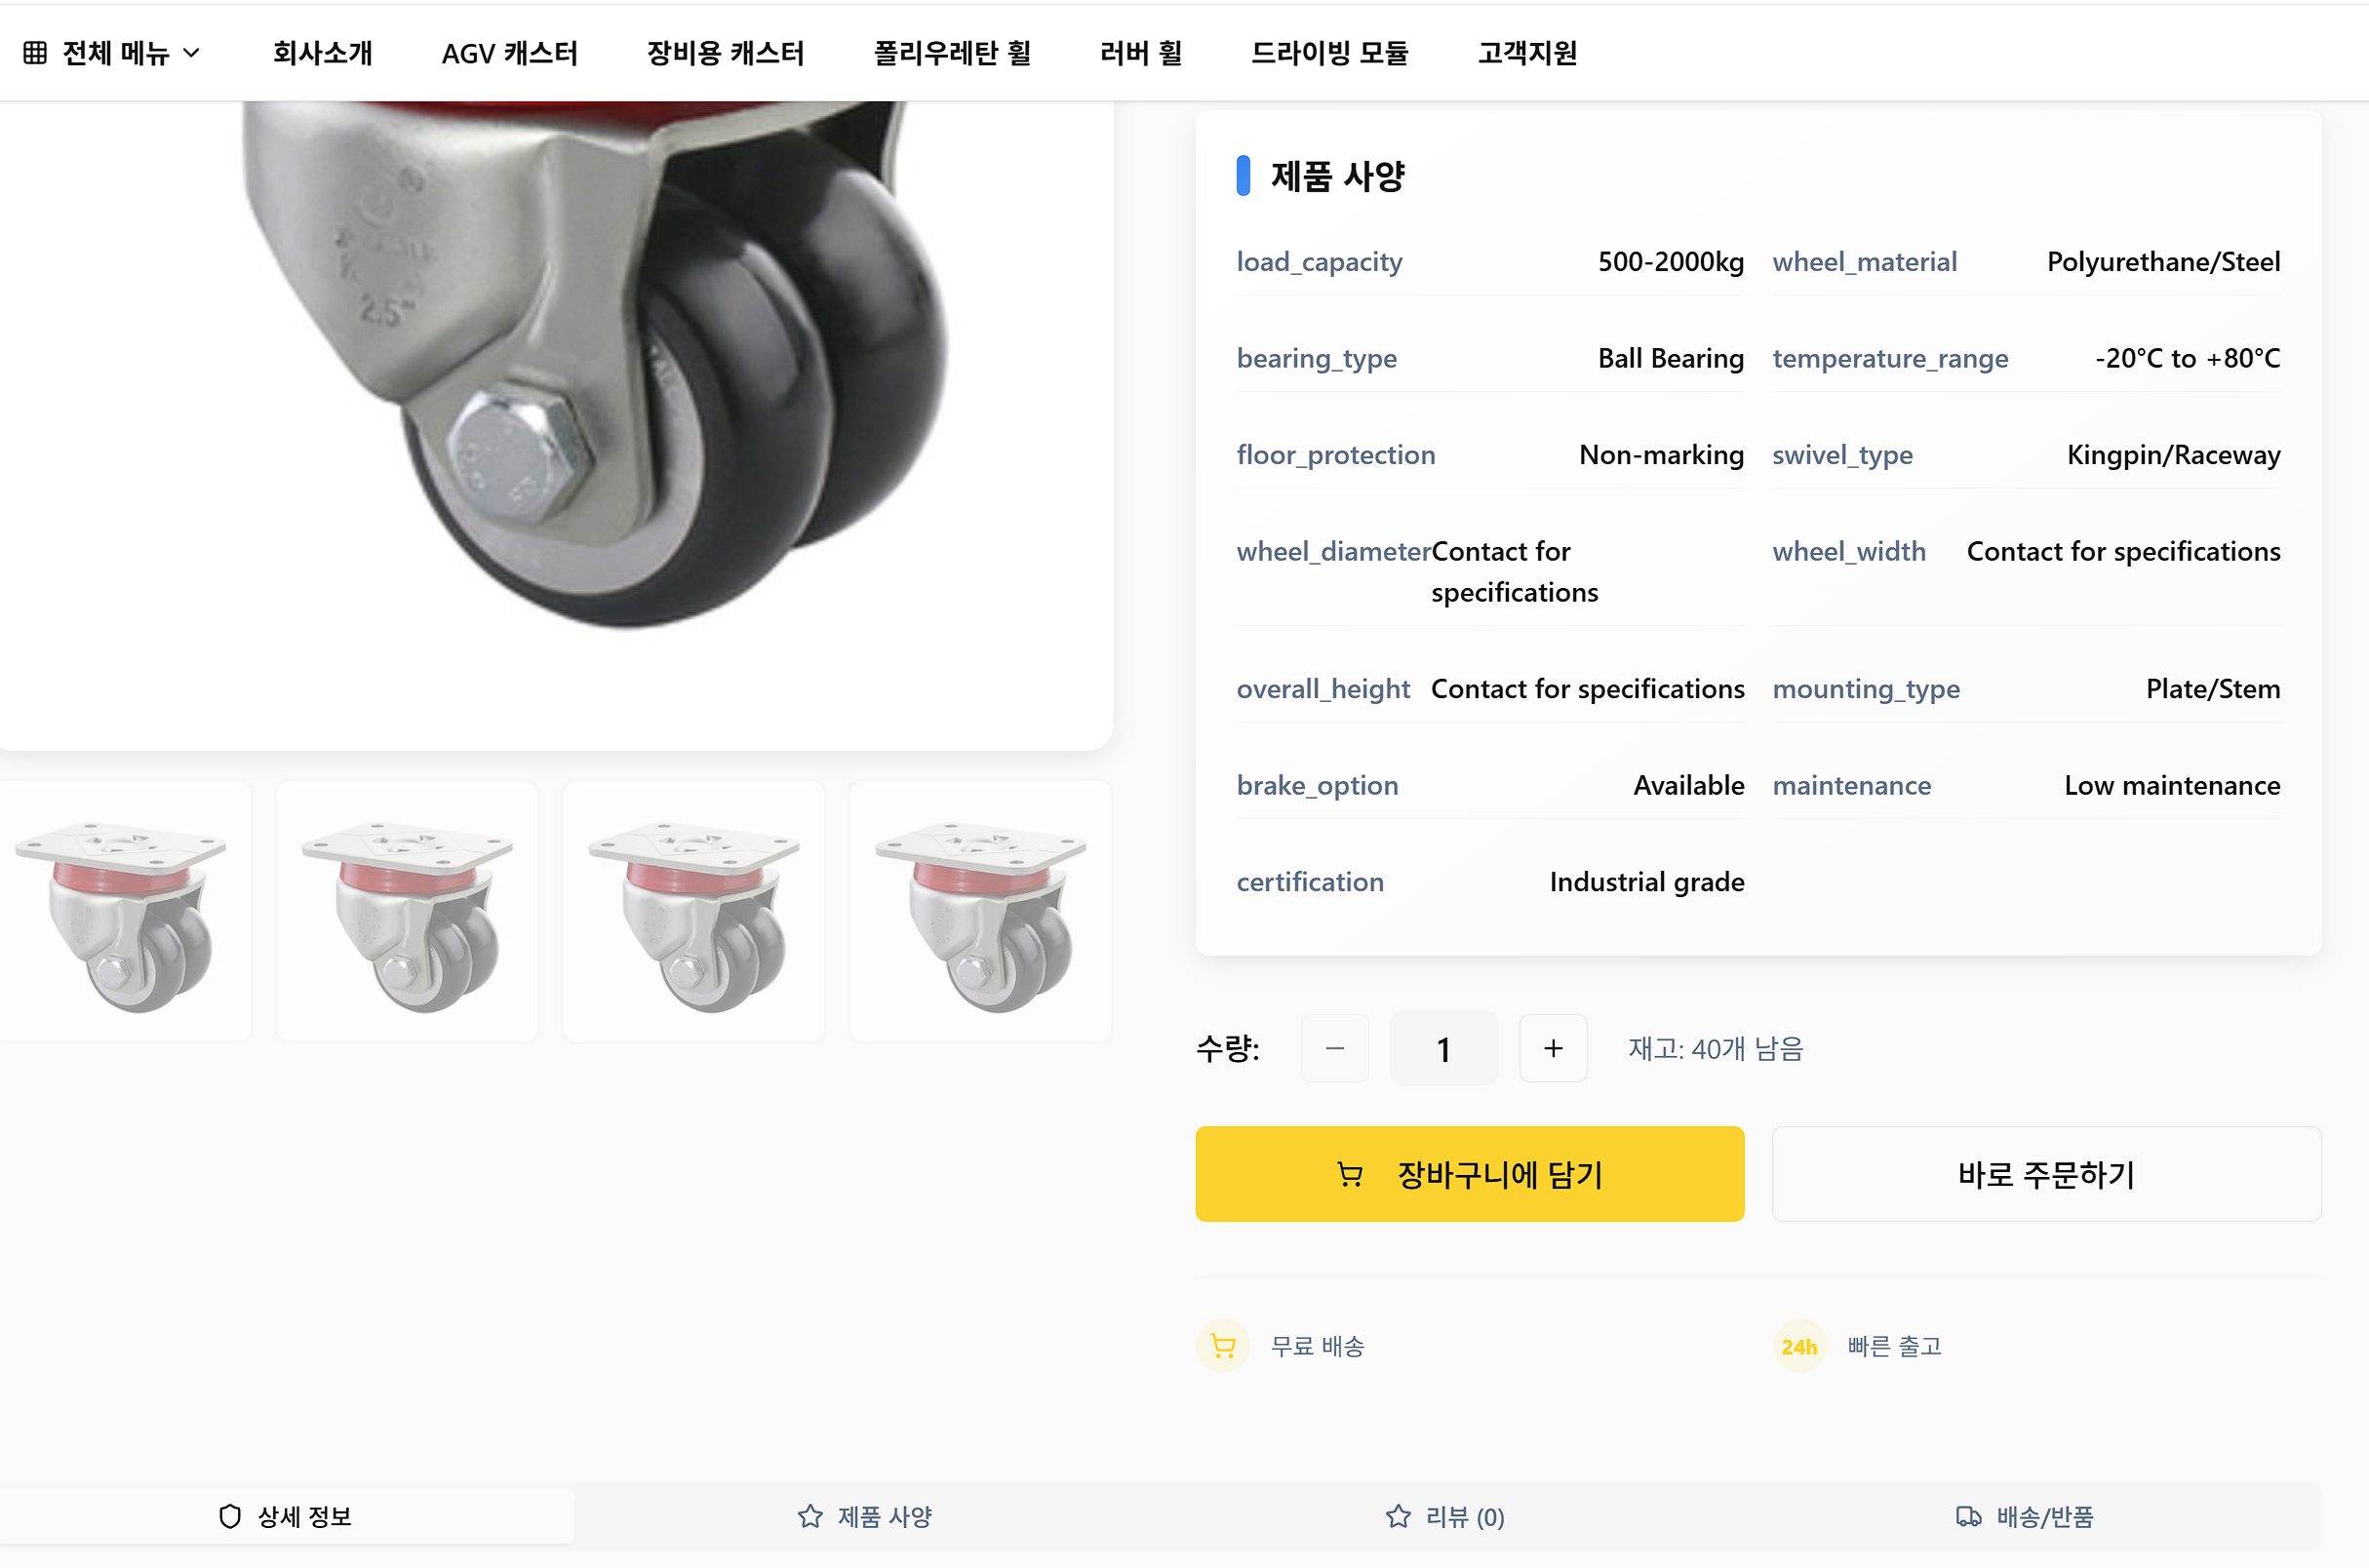 전체 메뉴
회사소개
AGV 캐스터
장비용 캐스터
폴리우레탄 휠
러버 휠
드라이빙 모듈
고객지원
2.5"
제품 사양
load_capacity 500-2000kg
wheel_material Polyurethane/Steel
bearing_type Ball Bearing
temperature_range -20°C to +80°C
floor_protection Non-marking
swivel_type Kingpin/Raceway
wheel_diameter Contact for
specifications
wheel_width Contact for specifications
overall_height Contact for specifications
mounting_type Plate/Stem
brake_option Available
maintenance Low maintenance
certification Industrial grade
수량:
1
재고: 40개 남음
장바구니에 담기
바로 주문하기
무료 배송
24h 빠른 출고
상세 정보
제품 사양
리뷰 (0)
배송/반품